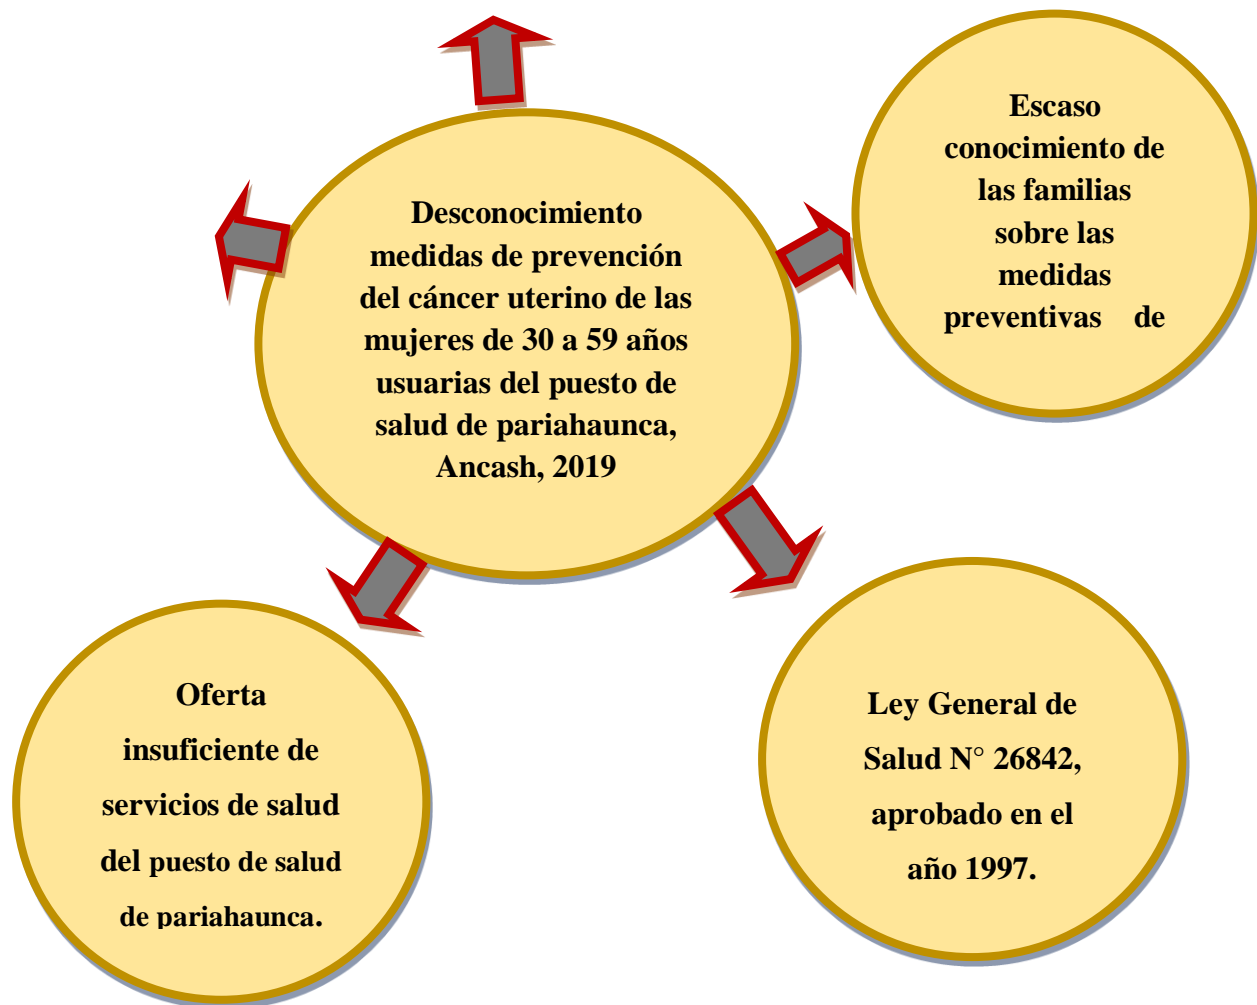 Desconocimiento
medidas de prevención
del cáncer uterino de las
mujeres de 30 a 59 años
usuarias del puesto de
salud de pariahaunca,
Ancash, 2019
Escaso
conocimiento de
las familias
sobre las
medidas
preventivas de
Oferta
insuficiente de
servicios de salud
del puesto de salud
de pariahaunca.
Ley General de
Salud N° 26842,
aprobado en el
año 1997.